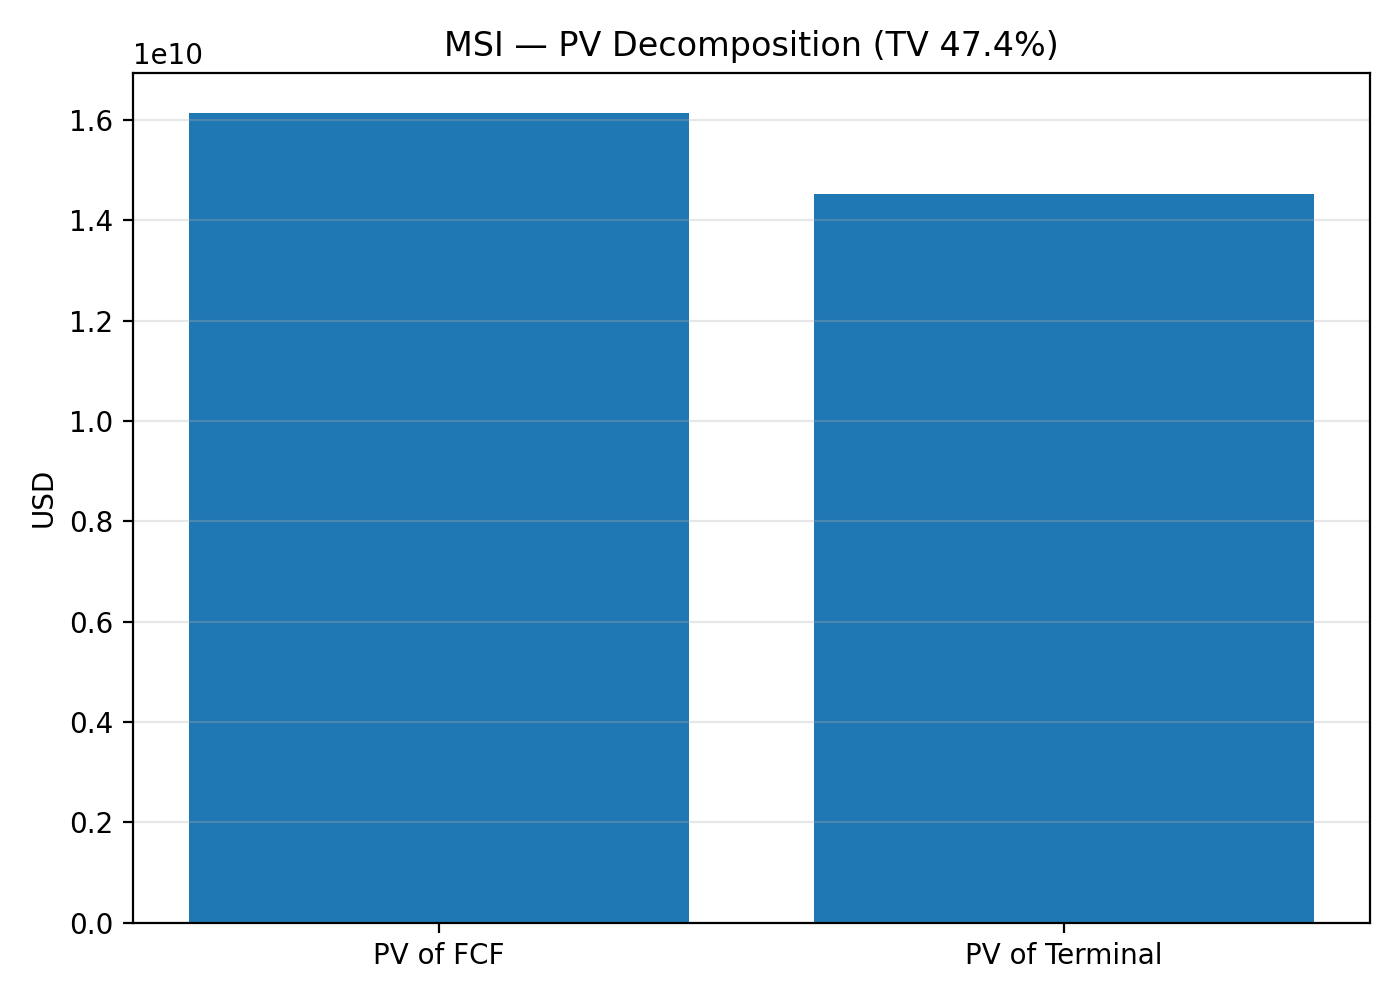 MSI — PV Decomposition (TV 47.4%)
1e10
1.6
1.4
1.2
1.0
0.8
0.6
0.4
0.2
0.0
USD
PV of FCF
PV of Terminal